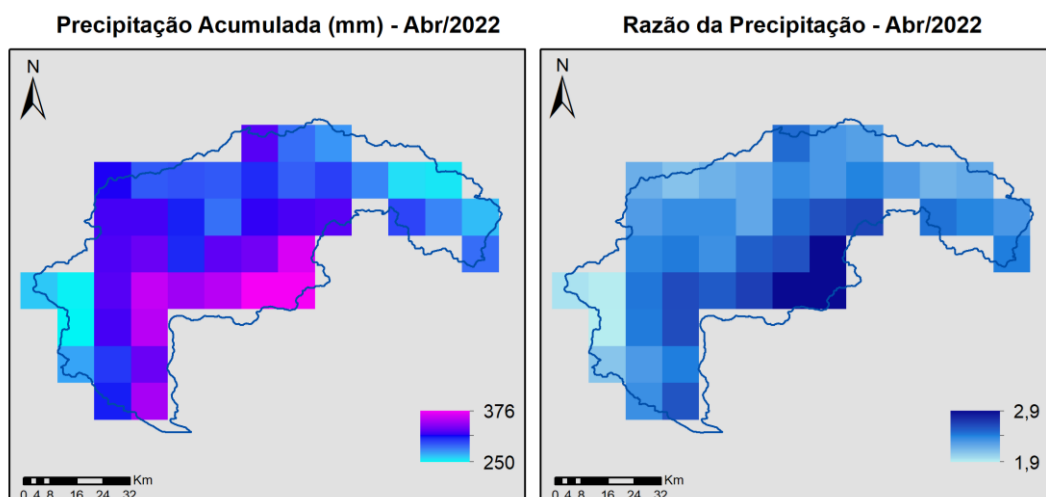 Precipitação Acumulada (mm) - Abr/2022
N
376
250
Km
0 4 8 16 24 32
Razão da Precipitação - Abr/2022
N
2,9
1,9
Km
0 4 8 16 24 32